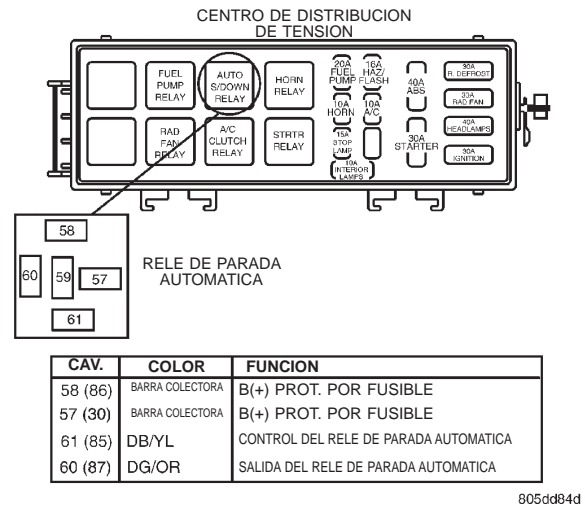 CENTRO DE DISTRIBUCION
DE TENSION
FUEL
PUMP
RELAY
AUTO
S/DOWN
RELAY
HORN
RELAY
RAD
FAN
RELAY
A/C
CLUTCH
RELAY
STRTR
RELAY
20A
FUEL
PUMP
16A
HAZ/
FLASH
10A
HORN
10A
A/C
15A
STOP
LAMP
10A
INTERIOR
LAMPS
40A
ABS
30A
STARTER
30A
R. DEFROST
30A
RAD FAN
40A
HEADLAMPS
30A
IGNITION
58
60
59
57
61
RELE DE PARADA
AUTOMATICA
CAV. COLOR FUNCION
58 (86) BARRA COLECTORA B(+) PROT. POR FUSIBLE
57 (30) BARRA COLECTORA B(+) PROT. POR FUSIBLE
61 (85) DB/YL CONTROL DEL RELE DE PARADA AUTOMATICA
60 (87) DG/OR SALIDA DEL RELE DE PARADA AUTOMATICA
805dd84d